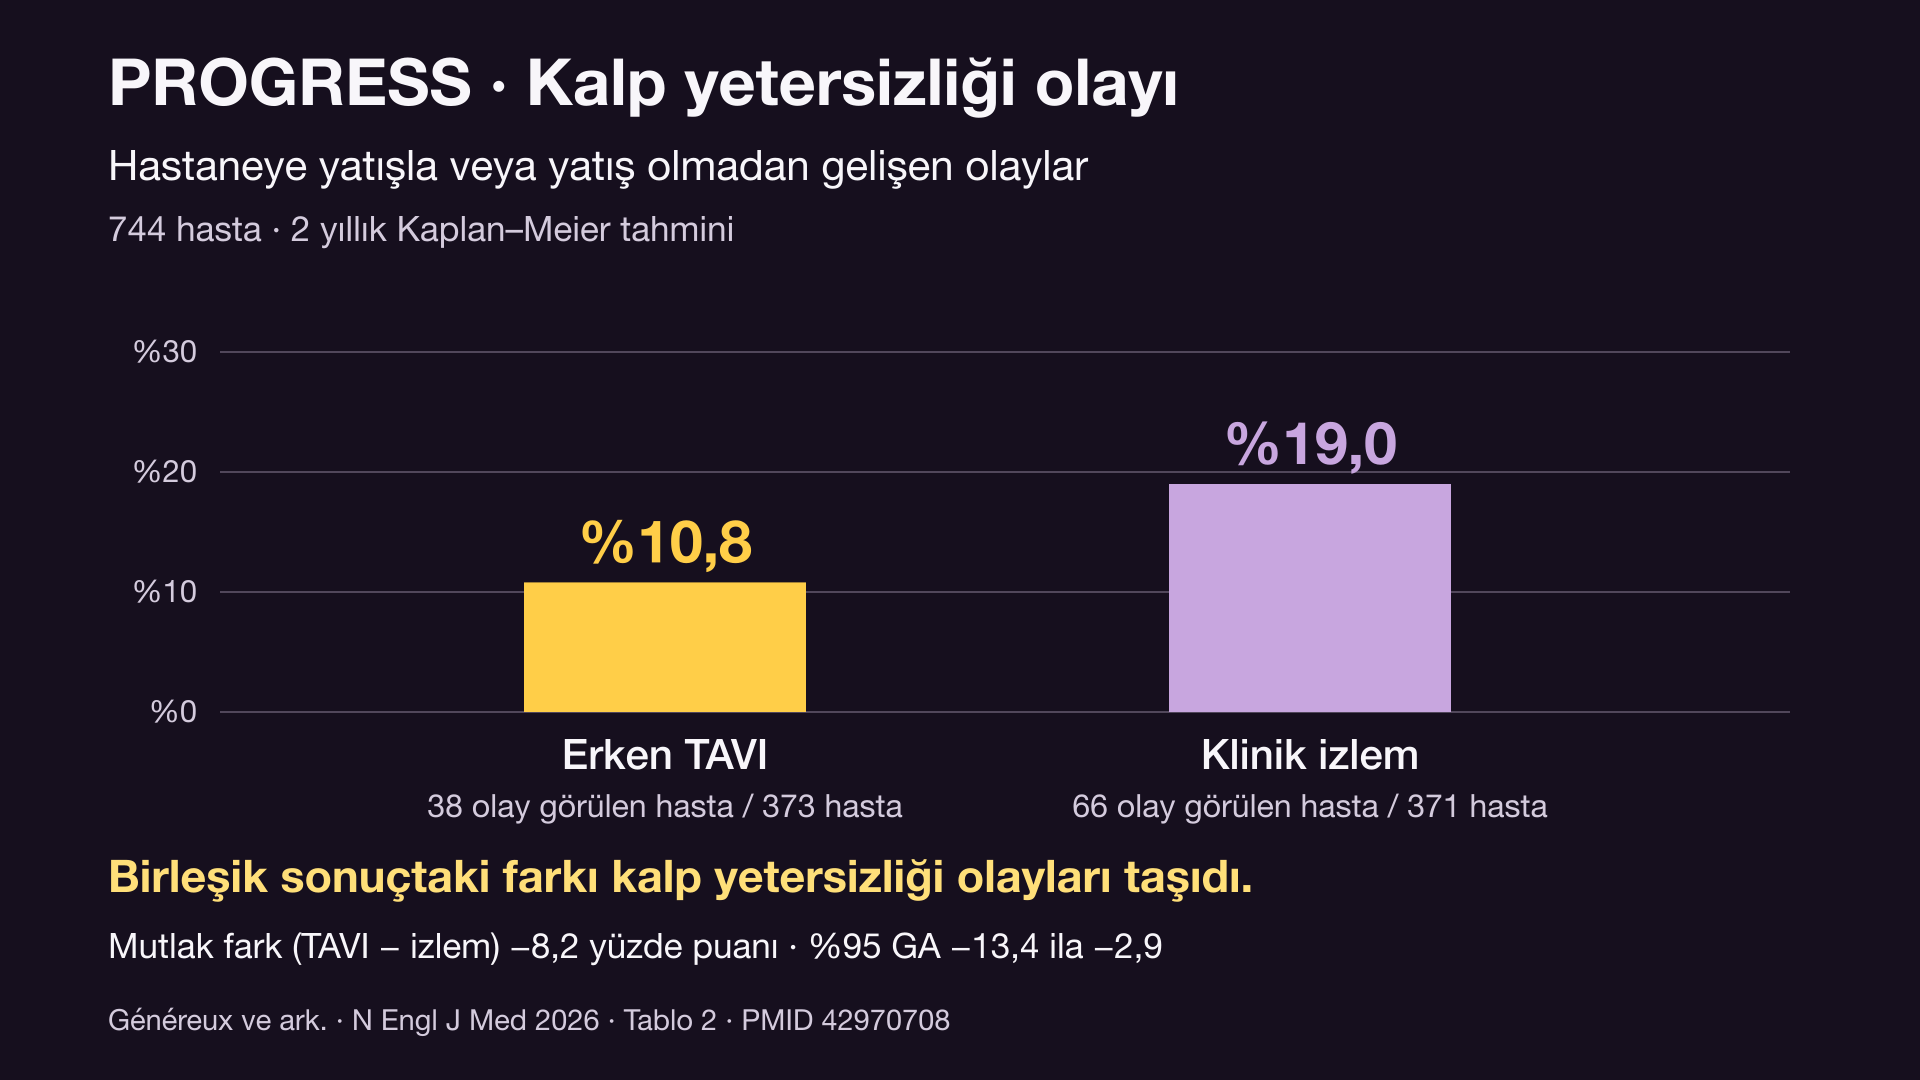 PROGRESS · Kalp yetersizliği olayı
Hastaneye yatışla veya yatış olmadan gelişen olaylar
744 hasta · 2 yıllık Kaplan–Meier tahmini
%30
%20
%10
%0
%10,8
%19,0
Erken TAVI
38 olay görülen hasta / 373 hasta
Klinik izlem
66 olay görülen hasta / 371 hasta
Birleşik sonuçtaki farkı kalp yetersizliği olayları taşıdı.
Mutlak fark (TAVI − izlem) −8,2 yüzde puanı · %95 GA −13,4 ila −2,9
Généreux ve ark. · N Engl J Med 2026 · Tablo 2 · PMID 42970708